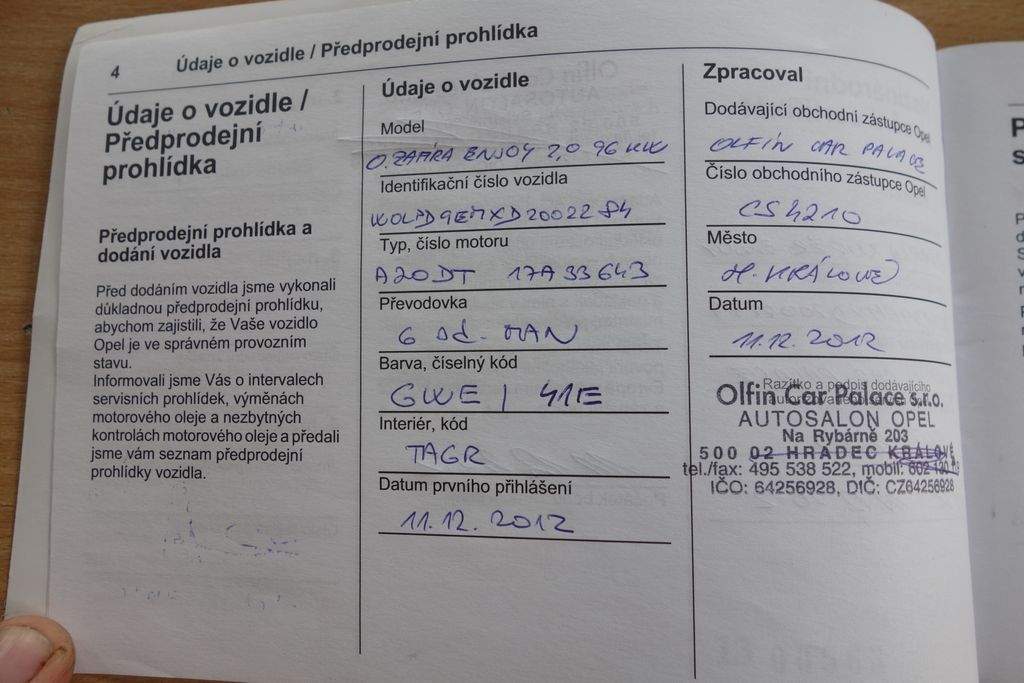 4
Údaje o vozidle / Předprodejní prohlídka
Údaje o vozidle /
Předprodejní
prohlídka
Předprodejní prohlídka a
dodání vozidla
Před dodáním vozidla jsme vykonali
důkladnou předprodejní prohlídku,
abychom zajistili, že Vaše vozidlo
Opel je ve správném provozním
stavu.
Informovali jsme Vás o intervalech
servisních prohlídek, výměnách
motorového oleje a nezbytných
kontrolách motorového oleje a předali
jsme vám seznam předprodejní
prohlídky vozidla.
Údaje o vozidle
Model
O. ZAFIRA ENJOY 2,0 96 kW
Identifikační číslo vozidla
WOLPD9EMXD2002284
Typ, číslo motoru
A20DT 17A33643
Převodovka
6 Od. MAN
Barva, číselný kód
GWE / 41E
Interiér, kód
TAGR
Datum prvního přihlášení
11.12.2012
Zpracoval
Dodávající obchodní zástupce Opel
OLFIN CAR PALACE
Číslo obchodního zástupce Opel
CS4210
Město
H. KRÁLOVÉ
Datum
11.12.2012
Razítko a podpis dodávajícího
Olfin Car Palace s.r.o.
AUTOSALON OPEL
Na Rybárně 203
500 02 HRADEC KRÁLOVÉ
tel./fax: 495 538 522, mobil: 602
IČO: 64256928, DIČ: CZ64256928